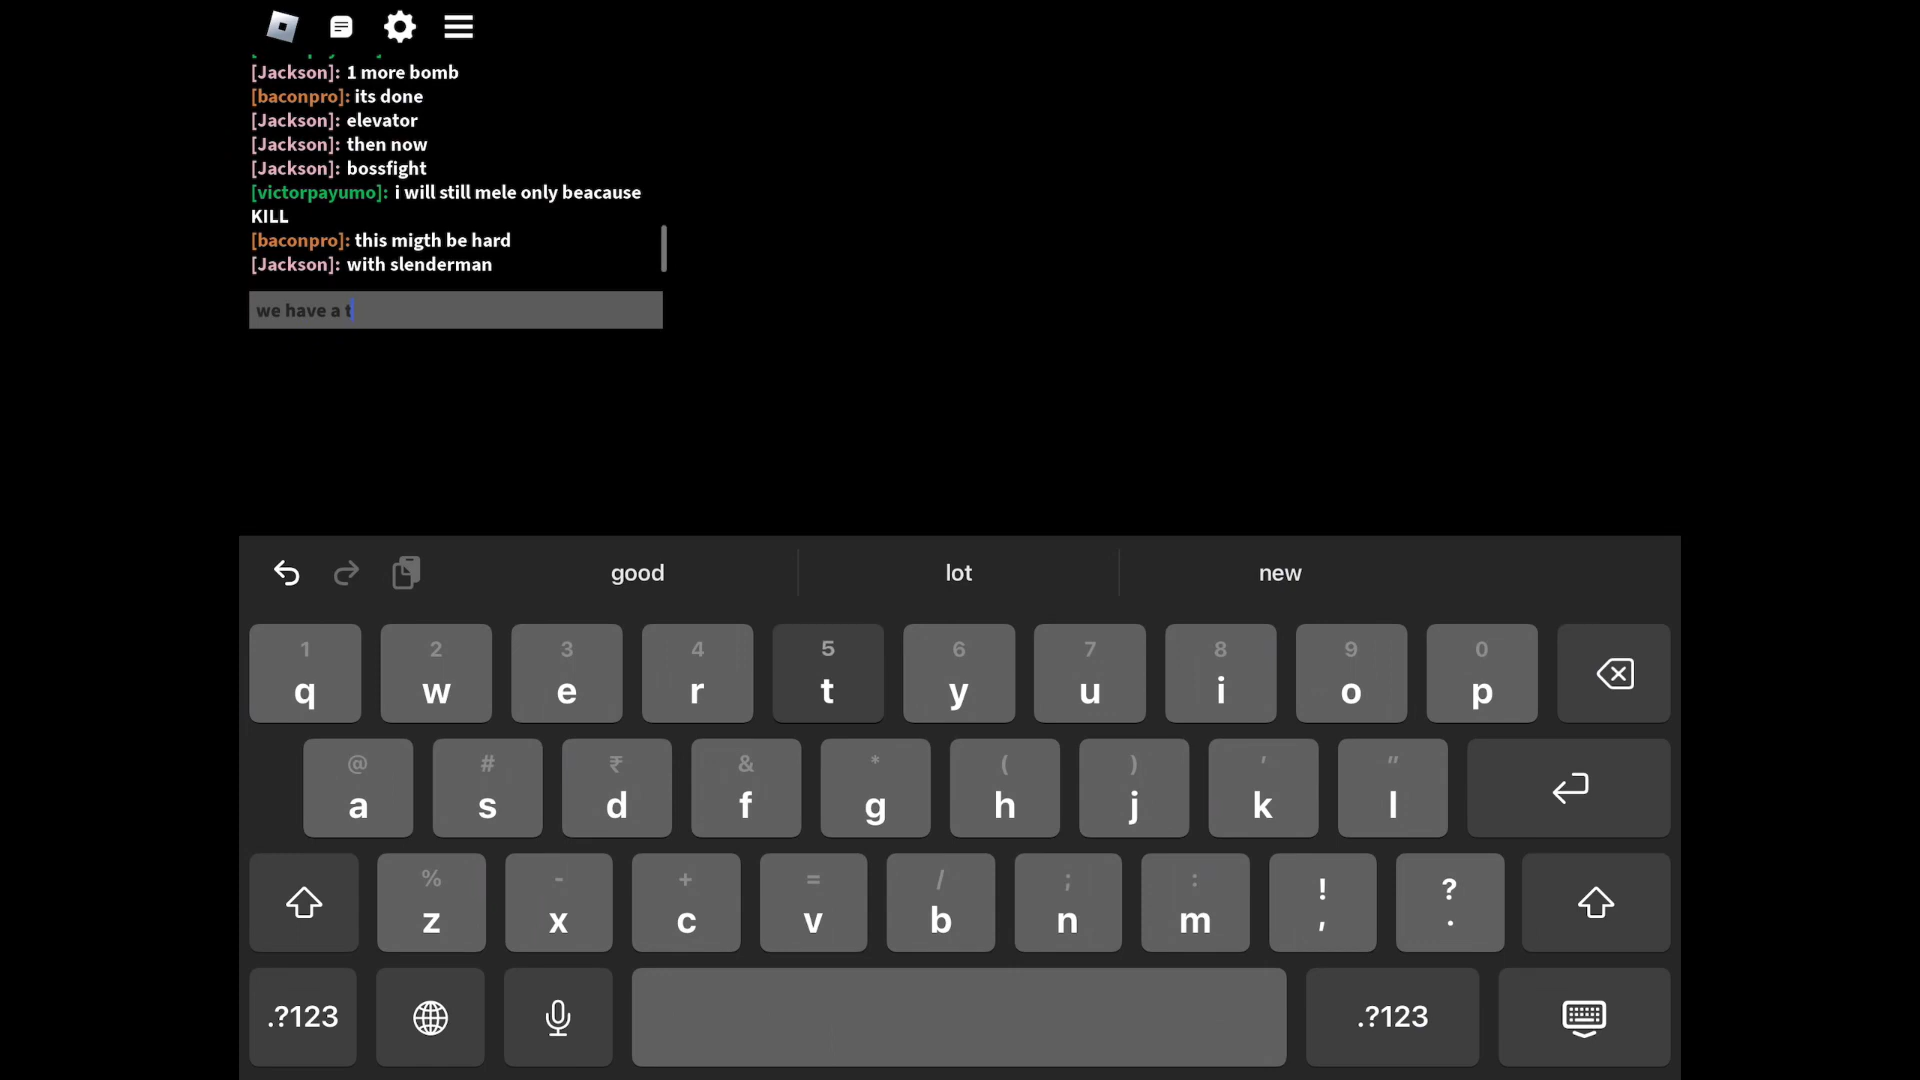 [Jackson]: 1 more bomb
[baconpro]: its done
[Jackson]: elevator
[Jackson]: then now
[Jackson]: bossfight
[victorpayumo]: i will still mele only beacause
KILL
[baconpro]: this migth be hard
[Jackson]: with slenderman
we have a t
good lot new
1 2 3 4 5 6 7 8 9 0
q w e r t y u i o p
@ # ₹ & * ( ) ' "
a s d f g h j k l
% - + = / ; : ! ?
z x c v b n m , .
.?123 .?123